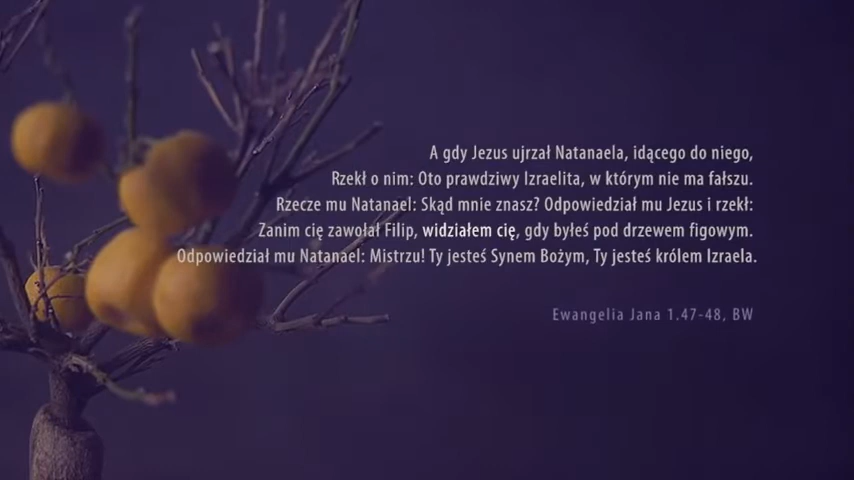 A gdy Jezus ujrzał Natanaela, idącego do niego,
Rzekł o nim: Oto prawdziwy Izraelita, w którym nie ma fałszu.
Rzecze mu Natanael: Skąd mnie znasz? Odpowiedział mu Jezus i rzekł:
Zanim cię zawołał Filip, widziałem cię, gdy byłeś pod drzewem figowym.
Odpowiedział mu Natanael: Mistrzu! Ty jesteś Synem Bożym, Ty jesteś królem Izraela.
Ewangelia Jana 1.47-48, BW